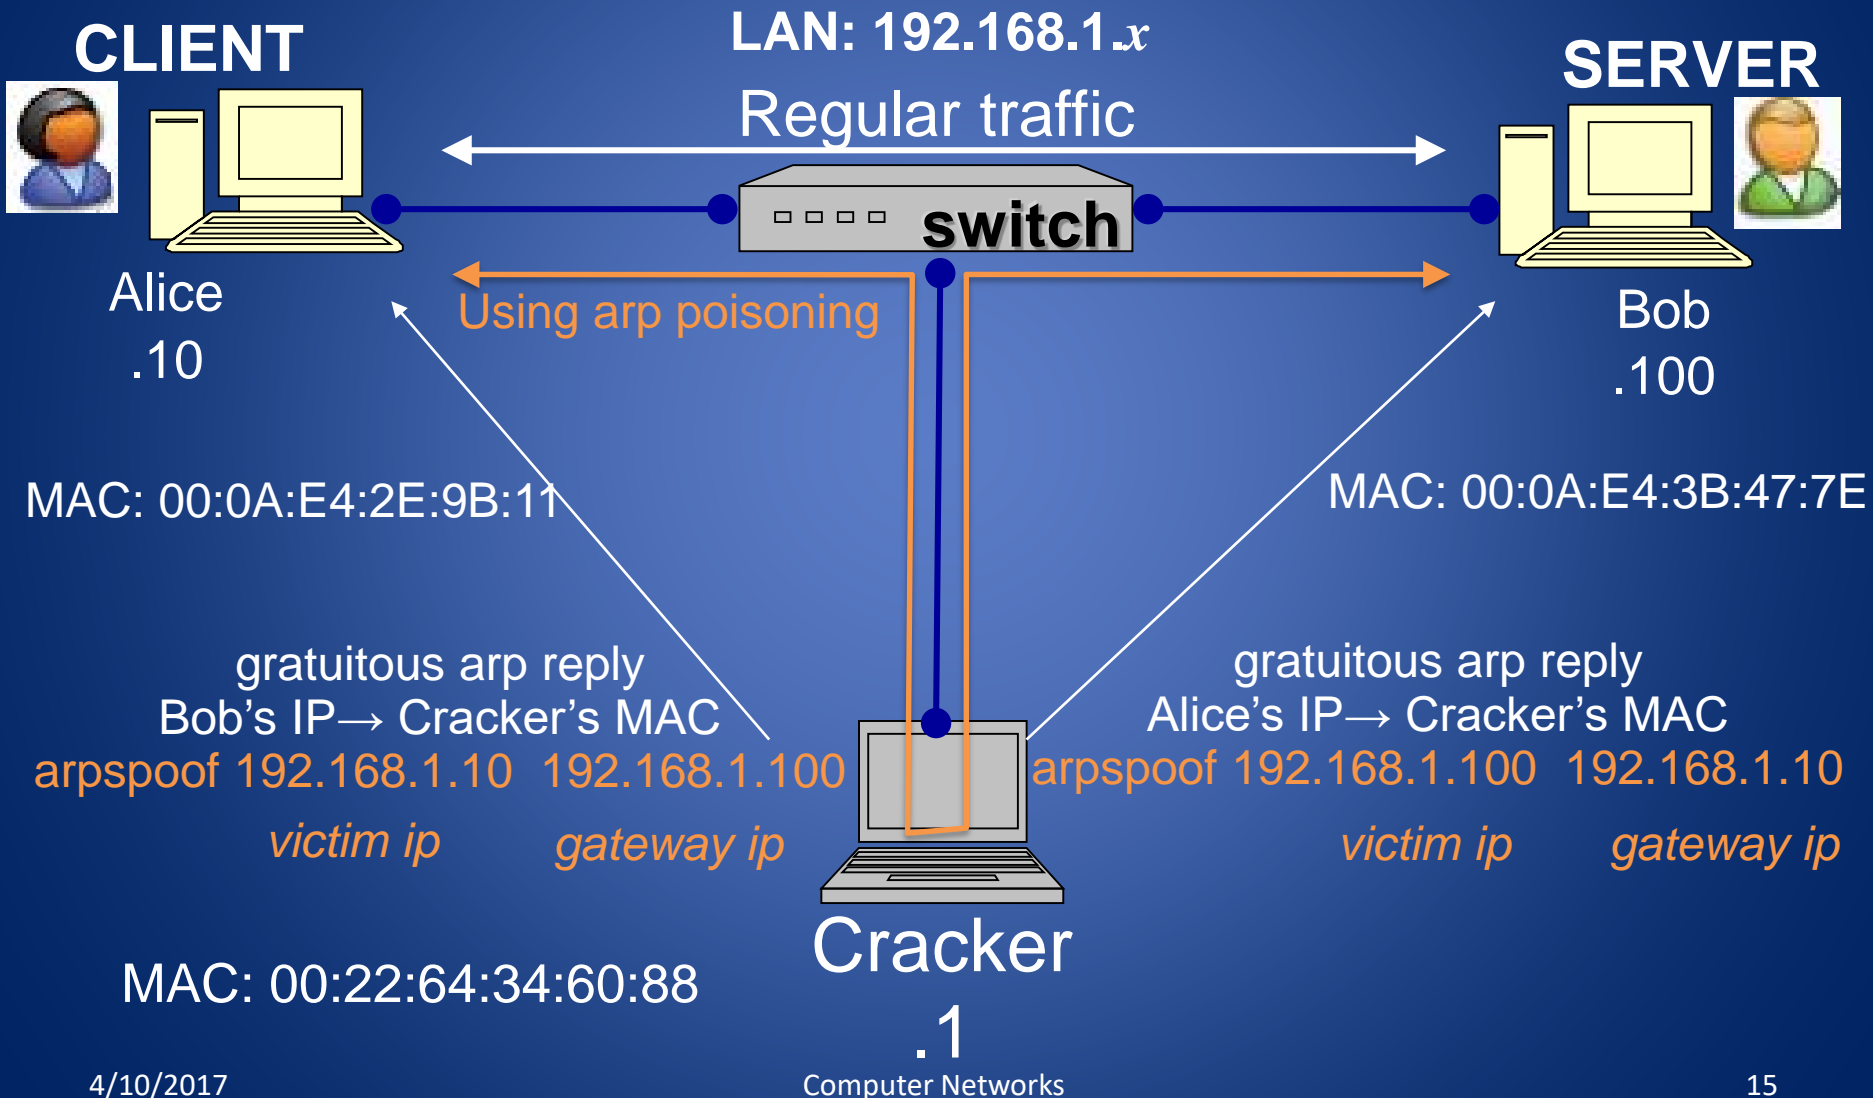 LAN: 192.168.1.x
CLIENT
SERVER
Regular traffic
switch
Alice
.10
Using arp poisoning
Bob
.100
MAC: 00:0A:E4:2E:9B:11
MAC: 00:0A:E4:3B:47:7E
gratuitous arp reply
Bob's IP→ Cracker's MAC
arpspoof 192.168.1.10 192.168.1.100
victim ip gateway ip
gratuitous arp reply
Alice's IP→ Cracker's MAC
arpspoof 192.168.1.100 192.168.1.10
victim ip gateway ip
Cracker
.1
MAC: 00:22:64:34:60:88
4/10/2017
Computer Networks
15